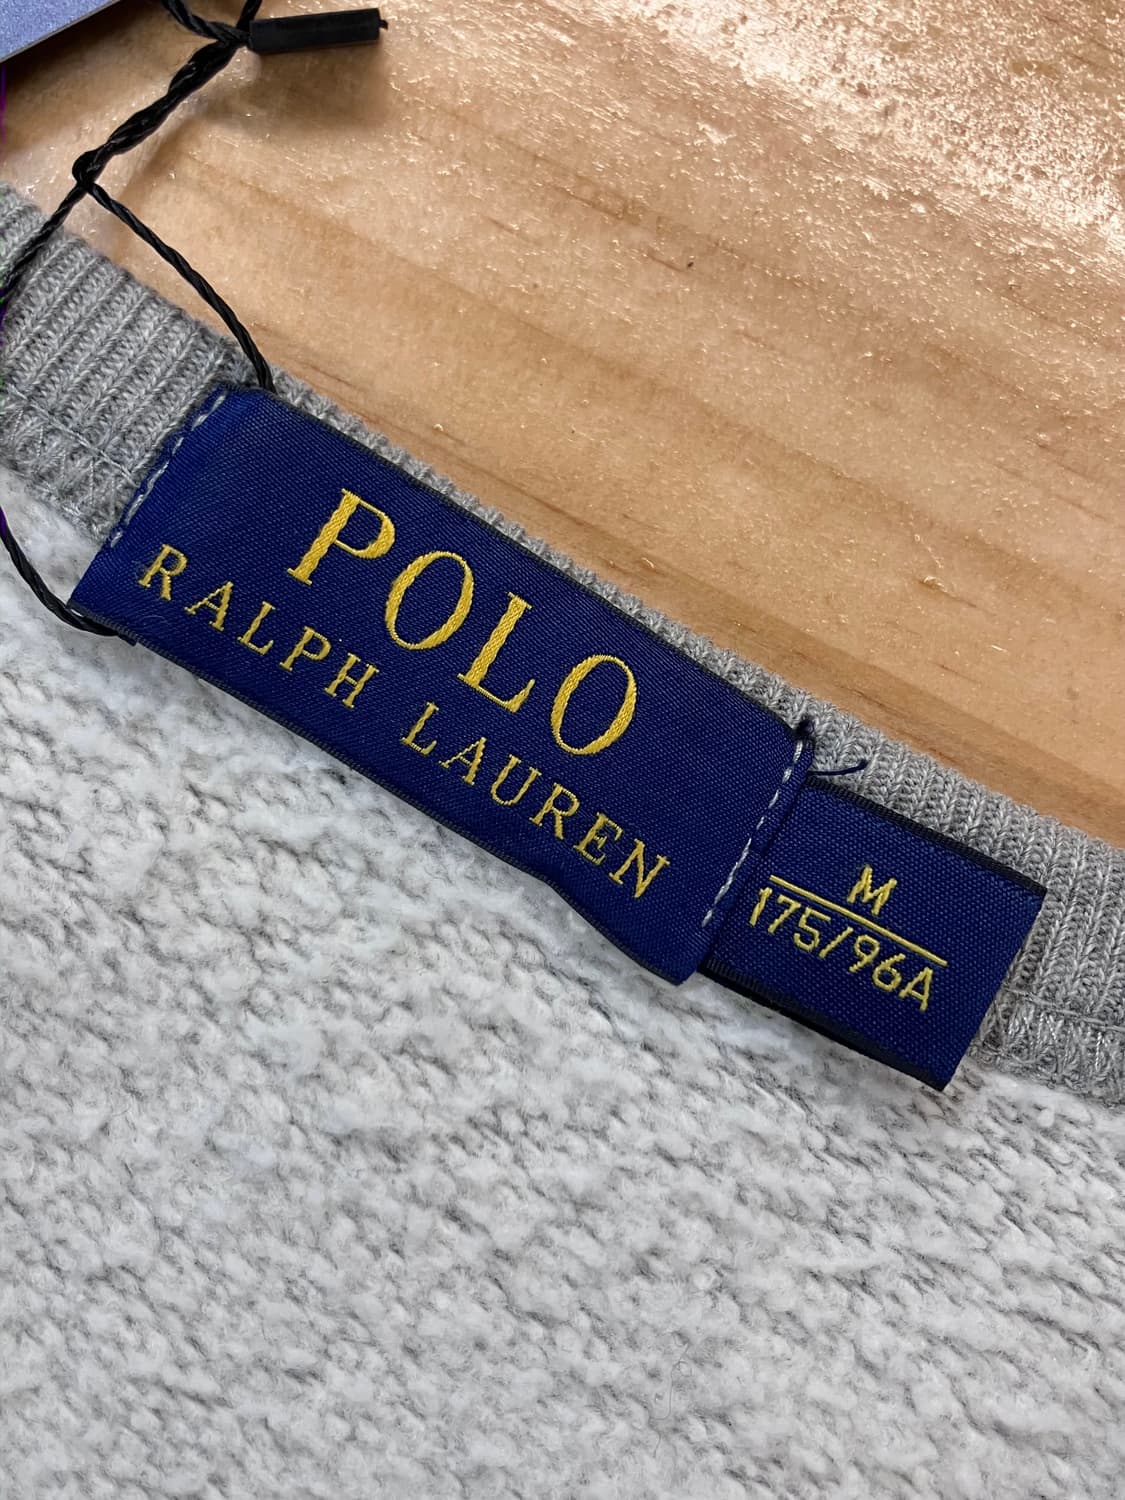 POLO
RALPH LAUREN
M
175/96A